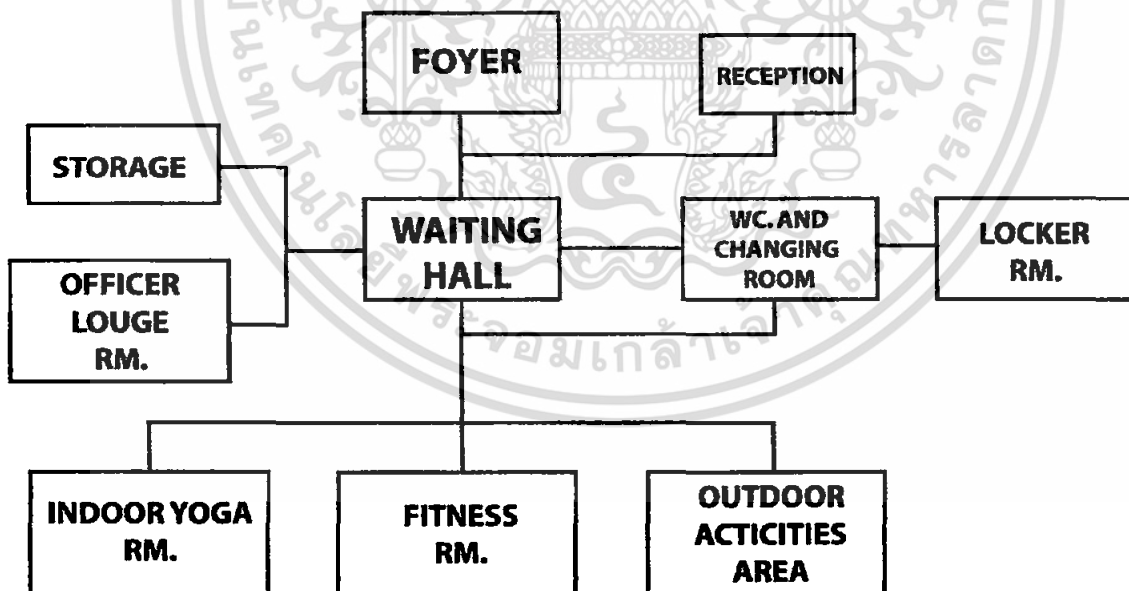 FOYER
RECEPTION
STORAGE
WAITING
HALL
WC. AND
CHANGING
ROOM
LOCKER
RM.
OFFICER
LOUGE
RM.
INDOOR YOGA
RM.
FITNESS
RM.
OUTDOOR
ACTICITIES
AREA